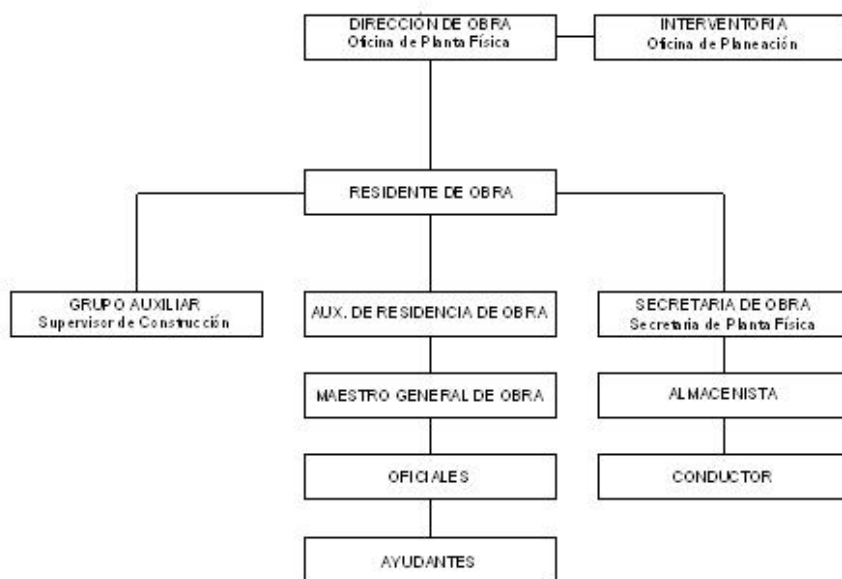 DIRECCIÓN DE OBRA
Oficina de Planta Física
INTERVENTORIA
Oficina de Planeación
RESIDENTE DE OBRA
GRUPO AUXILIAR
Supervisor de Construcción
AUX. DE RESIDENCIA DE OBRA
SECRETARIA DE OBRA
Secretaria de Planta Física
MAESTRO GENERAL DE OBRA
ALMACENISTA
OFICIALES
CONDUCTOR
AYUDANTES